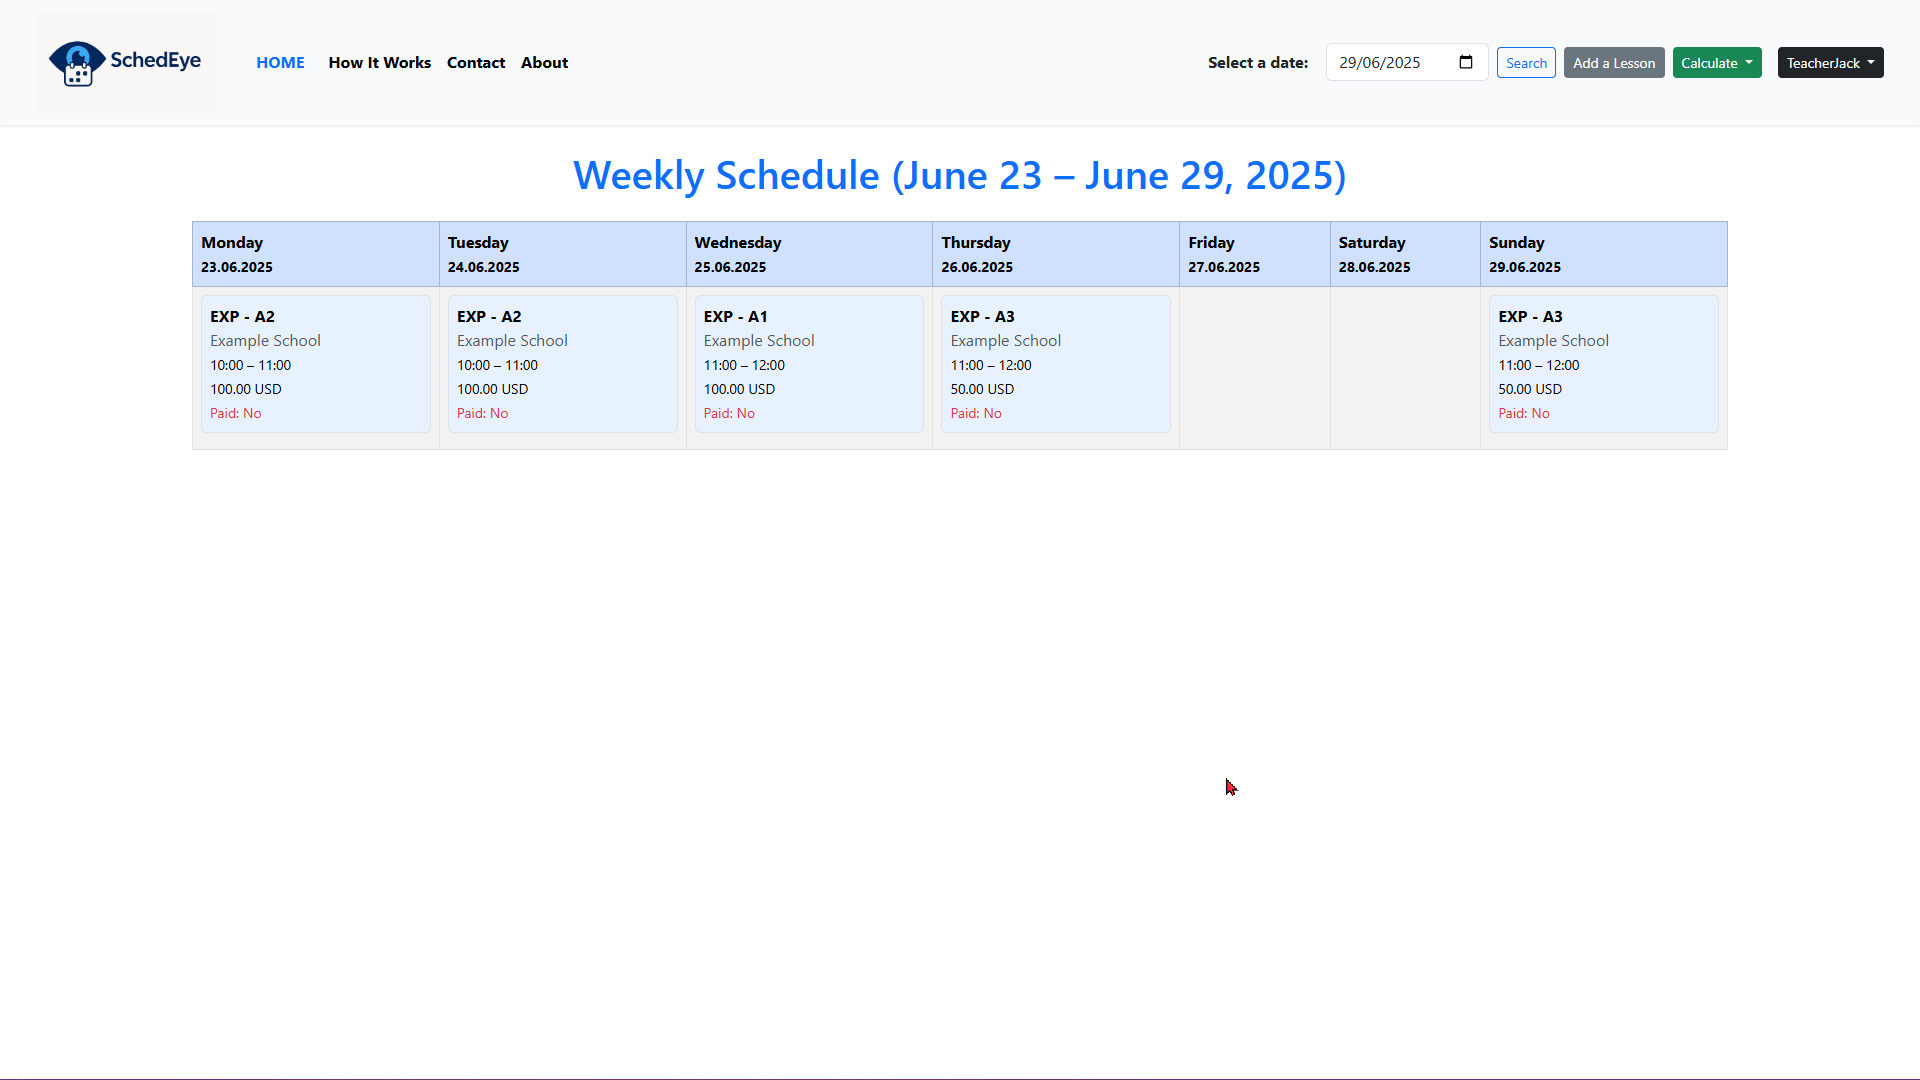 SchedEye
HOME How It Works Contact About
Select a date: 29/06/2025 Search Add a Lesson Calculate TeacherJack
Weekly Schedule (June 23 – June 29, 2025)
Monday Tuesday Wednesday Thursday Friday Saturday Sunday
23.06.2025 24.06.2025 25.06.2025 26.06.2025 27.06.2025 28.06.2025 29.06.2025
EXP - A2
Example School
10:00 – 11:00
100.00 USD
Paid: No
EXP - A2
Example School
10:00 – 11:00
100.00 USD
Paid: No
EXP - A1
Example School
11:00 – 12:00
100.00 USD
Paid: No
EXP - A3
Example School
11:00 – 12:00
50.00 USD
Paid: No
EXP - A3
Example School
11:00 – 12:00
50.00 USD
Paid: No